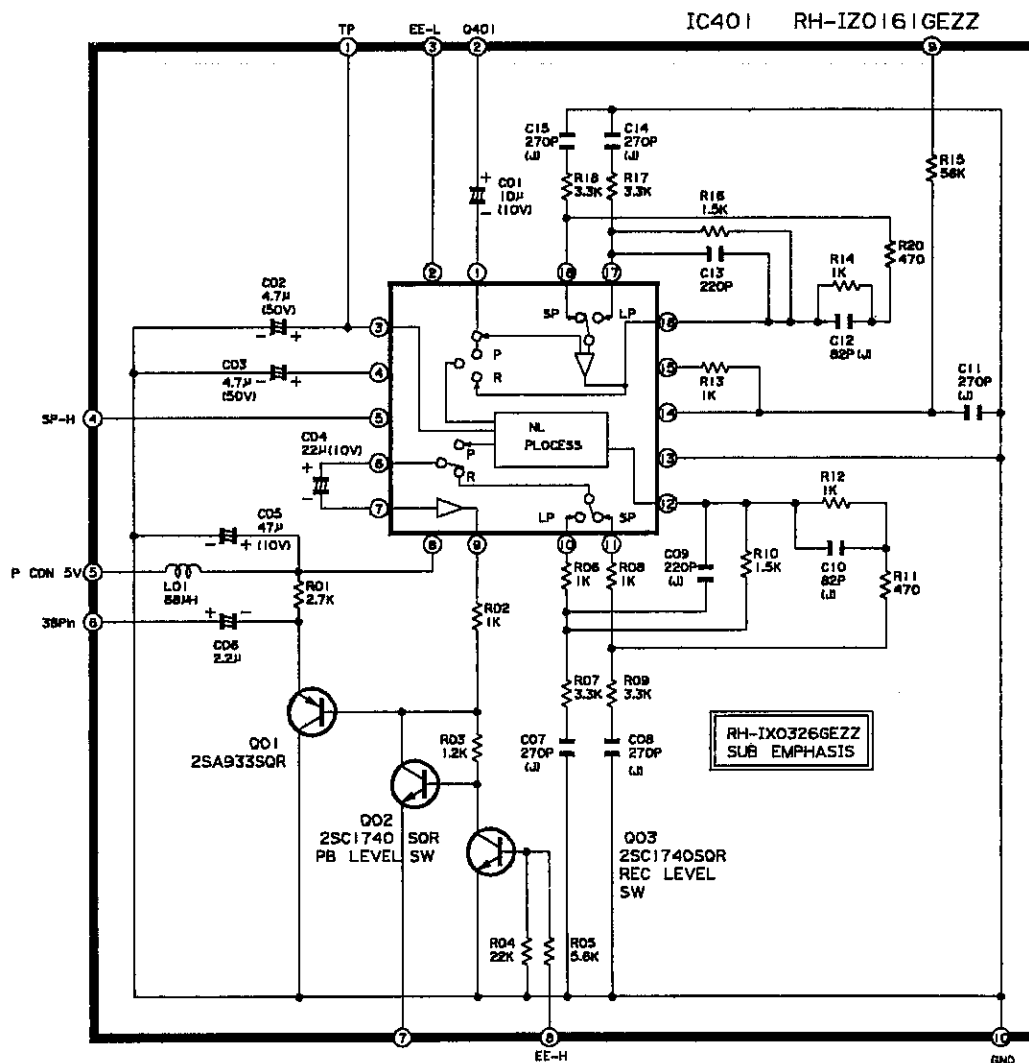 IC401 RH-IZ0161GEZZ
TP
EE-L
Q401
1
3
2
9
C15
270P
(J)
C14
270P
(J)
R15
56K
R18
3.3K
R17
3.3K
C01
10μ
(10V)
+
-
R16
1.5K
R20
470
C13
220P
R14
1K
2
1
18
17
C02
4.7μ
(50V)
-
+
3
SP
LP
16
C12
82P (J)
P
R
C03
4.7μ
(50V)
-
+
4
15
R13
1K
C11
270P
(J)
SP-H
4
5
14
NL
PLOCESS
13
C04
22μ(10V)
+
-
6
P
R
12
R12
1K
7
LP
SP
C05
47μ
(10V)
-
+
8
9
10
11
C09
220P
(J)
R10
1.5K
C10
82P
(J)
R11
470
P CON 5V
5
L01
68μH
R01
2.7K
R06
1K
R08
1K
R02
1K
38Pin
6
+
-
C06
2.2μ
R07
3.3K
R09
3.3K
Q01
2SA933SQR
R03
1.2K
C07
270P
(J)
C08
270P
(J)
RH-IX0326GEZZ
SUB EMPHASIS
Q02
2SC1740 SQR
PB LEVEL SW
Q03
2SC1740SQR
REC LEVEL
SW
R04
22K
R05
5.6K
7
8
10
EE-H
GND